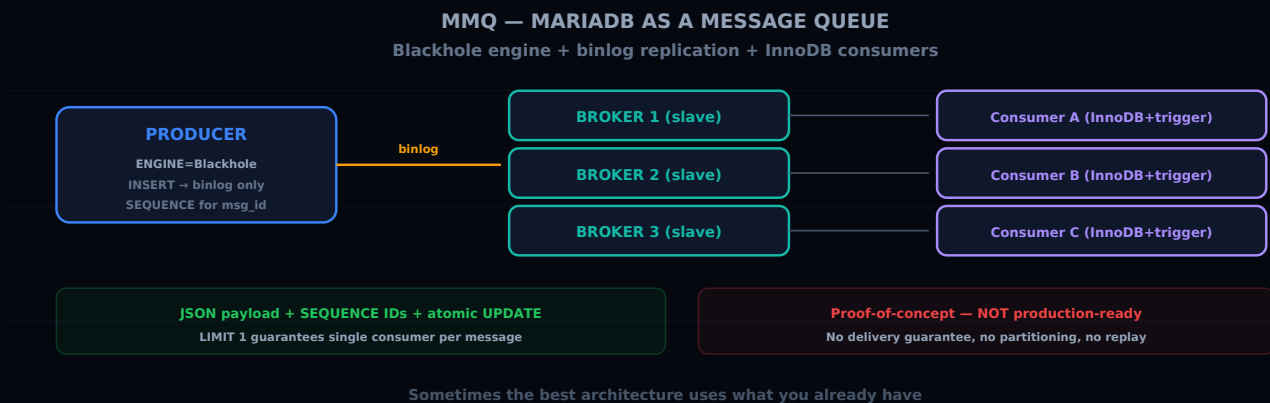 MMQ — MARIADB AS A MESSAGE QUEUE
Blackhole engine + binlog replication + InnoDB consumers
PRODUCER
ENGINE=Blackhole
INSERT → binlog only
SEQUENCE for msg_id
binlog
BROKER 1 (slave)
BROKER 2 (slave)
BROKER 3 (slave)
Consumer A (InnoDB+trigger)
Consumer B (InnoDB+trigger)
Consumer C (InnoDB+trigger)
JSON payload + SEQUENCE IDs + atomic UPDATE
LIMIT 1 guarantees single consumer per message
Proof-of-concept — NOT production-ready
No delivery guarantee, no partitioning, no replay
Sometimes the best architecture uses what you already have